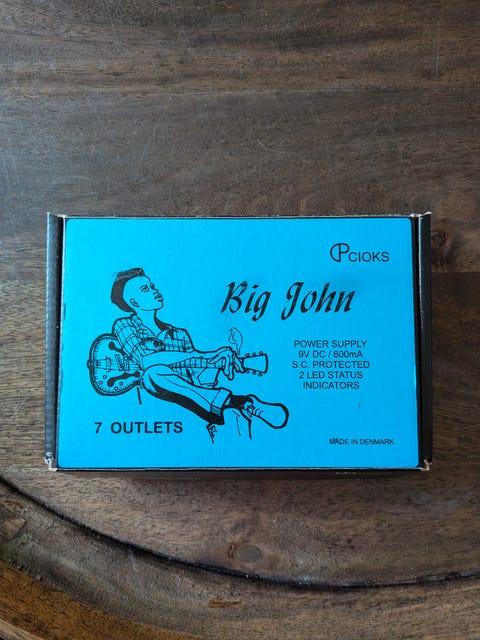 CIOKS
Big John
POWER SUPPLY
9V DC / 600mA
S.C. PROTECTED
2 LED STATUS
INDICATORS
7 OUTLETS
MADE IN DENMARK